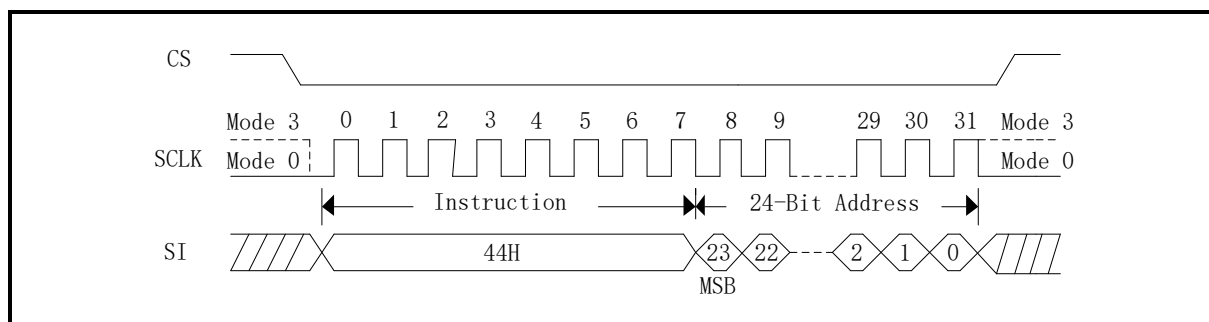 CS
Mode 3 0 1 2 3 4 5 6 7 8 9 29 30 31 Mode 3
SCLK Mode 0 Mode 0
Instruction 24-Bit Address
SI 44H 23 22 2 1 0
MSB